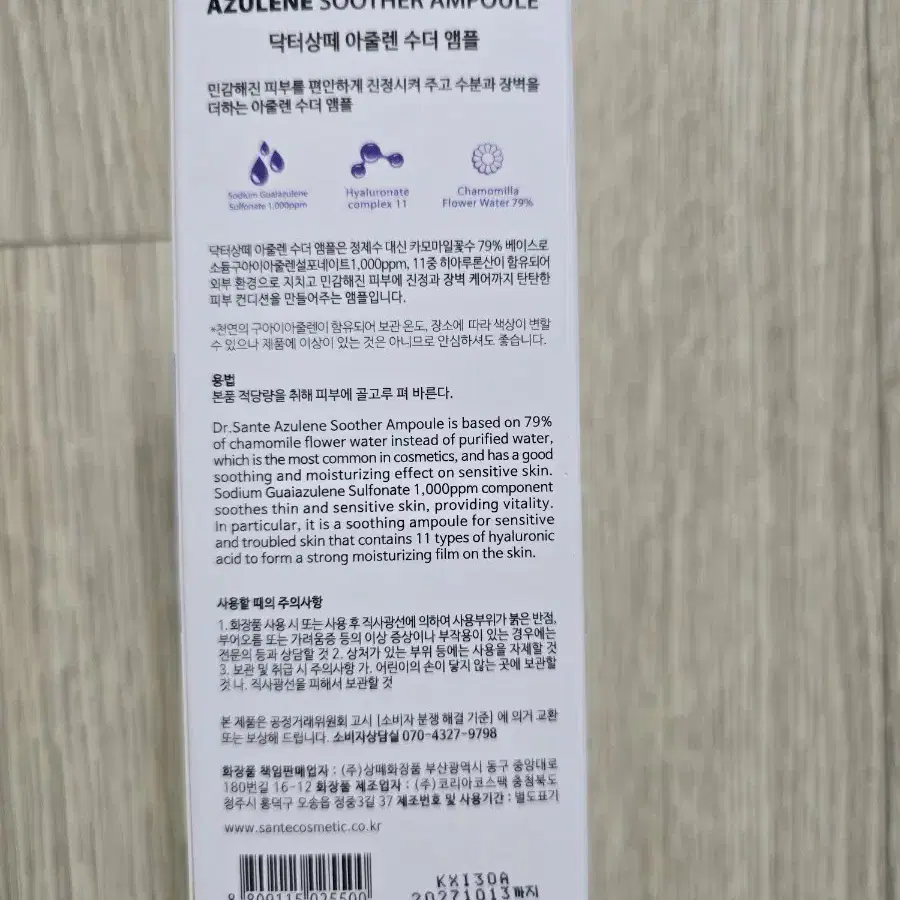 AZULENE SOOTHER AMPOULE
닥터상떼 아줄렌 수더 앰플
민감해진 피부를 편안하게 진정시켜 주고 수분과 장벽을
더하는 아줄렌 수더 앰플
Sodium Guaiazulene
Sulfonate 1,000ppm
Hyaluronate
complex 11
Chamomilla
Flower Water 79%
닥터상떼 아줄렌 수더 앰플은 정제수 대신 카모마일꽃수 79% 베이스로
소듐구아이아줄렌설포네이트1,000ppm, 11중 히아루론산이 함유되어
외부 환경으로 지치고 민감해진 피부에 진정과 장벽 케어까지 탄탄한
피부 컨디션을 만들어주는 앰플입니다.
*천연의 구아이아줄렌이 함유되어 보관 온도, 장소에 따라 색상이 변할
수 있으나 제품에 이상이 있는 것은 아니므로 안심하셔도 좋습니다.
용법
본품 적당량을 취해 피부에 골고루 펴 바른다.
Dr.Sante Azulene Soother Ampoule is based on 79%
of chamomile flower water instead of purified water,
which is the most common in cosmetics, and has a good
soothing and moisturizing effect on sensitive skin.
Sodium Guaiazulene Sulfonate 1,000ppm component
soothes thin and sensitive skin, providing vitality.
In particular, it is a soothing ampoule for sensitive
and troubled skin that contains 11 types of hyaluronic
acid to form a strong moisturizing film on the skin.
사용할 때의 주의사항
1. 화장품 사용 시 또는 사용 후 직사광선에 의하여 사용부위가 붉은 반점,
부어오름 또는 가려움증 등의 이상 증상이나 부작용이 있는 경우에는
전문의 등과 상담할 것 2. 상처가 있는 부위 등에는 사용을 자제할 것
3. 보관 및 취급 시 주의사항 가. 어린이의 손이 닿지 않는 곳에 보관할
것 나. 직사광선을 피해서 보관할 것
본 제품은 공정거래위원회 고시 [소비자 분쟁 해결 기준] 에 의거 교환
또는 보상해 드립니다. 소비자상담실 070-4327-9798
화장품 책임판매업자 : (주)상떼화장품 부산광역시 동구 중앙대로
180번길 16-12 화장품 제조업자 : (주)코리아코스팩 충청북도
청주시 흥덕구 오송읍 정중3길 37 제조번호 및 사용기간 : 별도표기
www.santecosmetic.co.kr
KXI30A
8 809115 025500
20271013까지